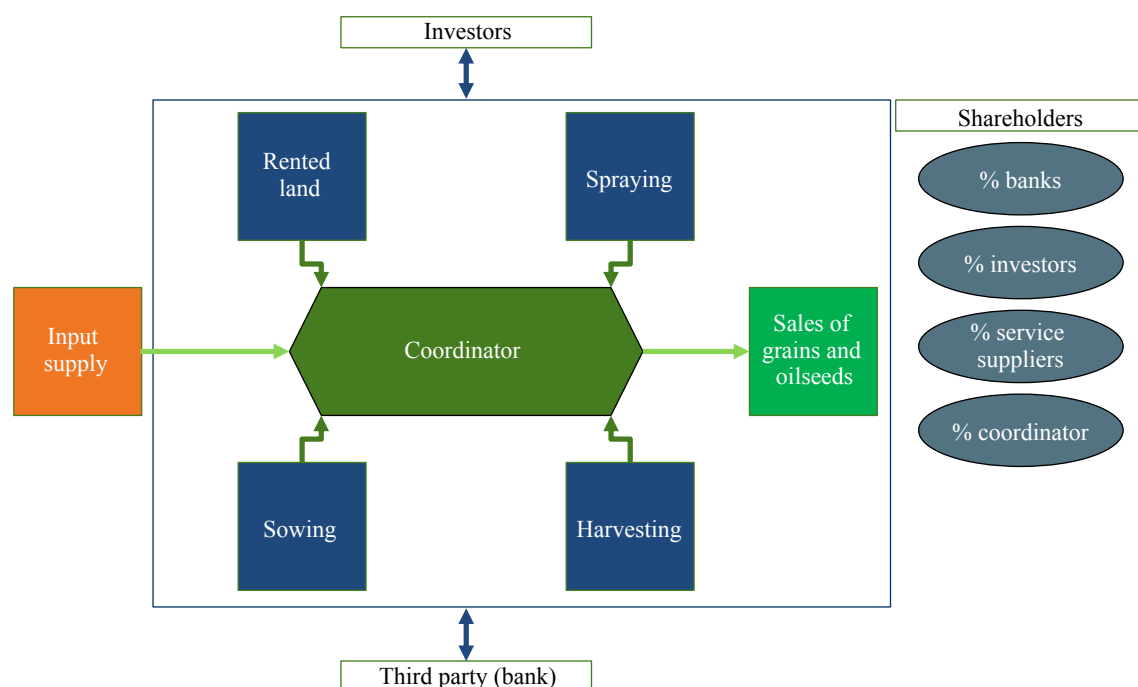 Investors
Shareholders
Rented
land
Spraying
% banks
% investors
Input
supply
Coordinator
Sales of
grains and
oilseeds
% service
suppliers
% coordinator
Sowing
Harvesting
Third party (bank)